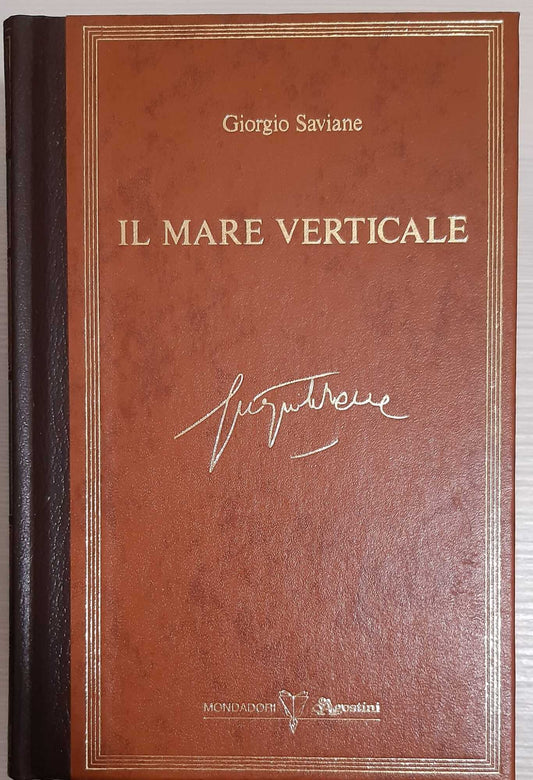 Giorgio Saviane
IL MARE VERTICALE
MONDADORI Agostini